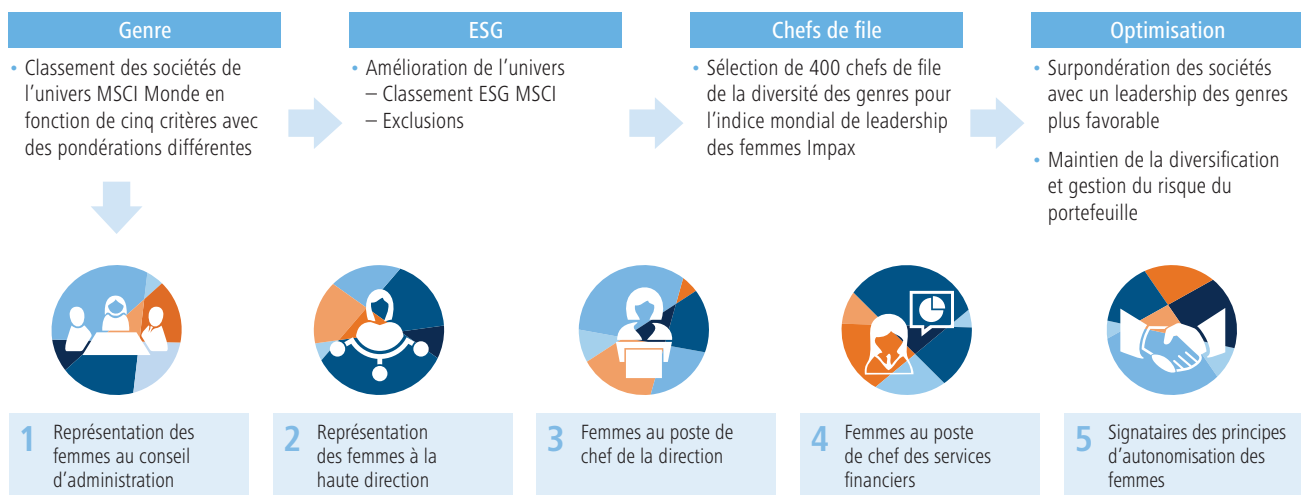 Genre
• Classement des sociétés de
l'univers MSCI Monde en
fonction de cinq critères avec
des pondérations différentes
ESG
• Amélioration de l'univers
– Classement ESG MSCI
– Exclusions
Chefs de file
• Sélection de 400 chefs de file
de la diversité des genres pour
l'indice mondial de leadership
des femmes Impax
Optimisation
• Surpondération des sociétés
avec un leadership des genres
plus favorable
• Maintien de la diversification
et gestion du risque du
portefeuille
1 Représentation des
femmes au conseil
d'administration
2 Représentation
des femmes à la
haute direction
3 Femmes au poste de
chef de la direction
4 Femmes au poste
de chef des services
financiers
5 Signataires des principes
d'autonomisation des
femmes